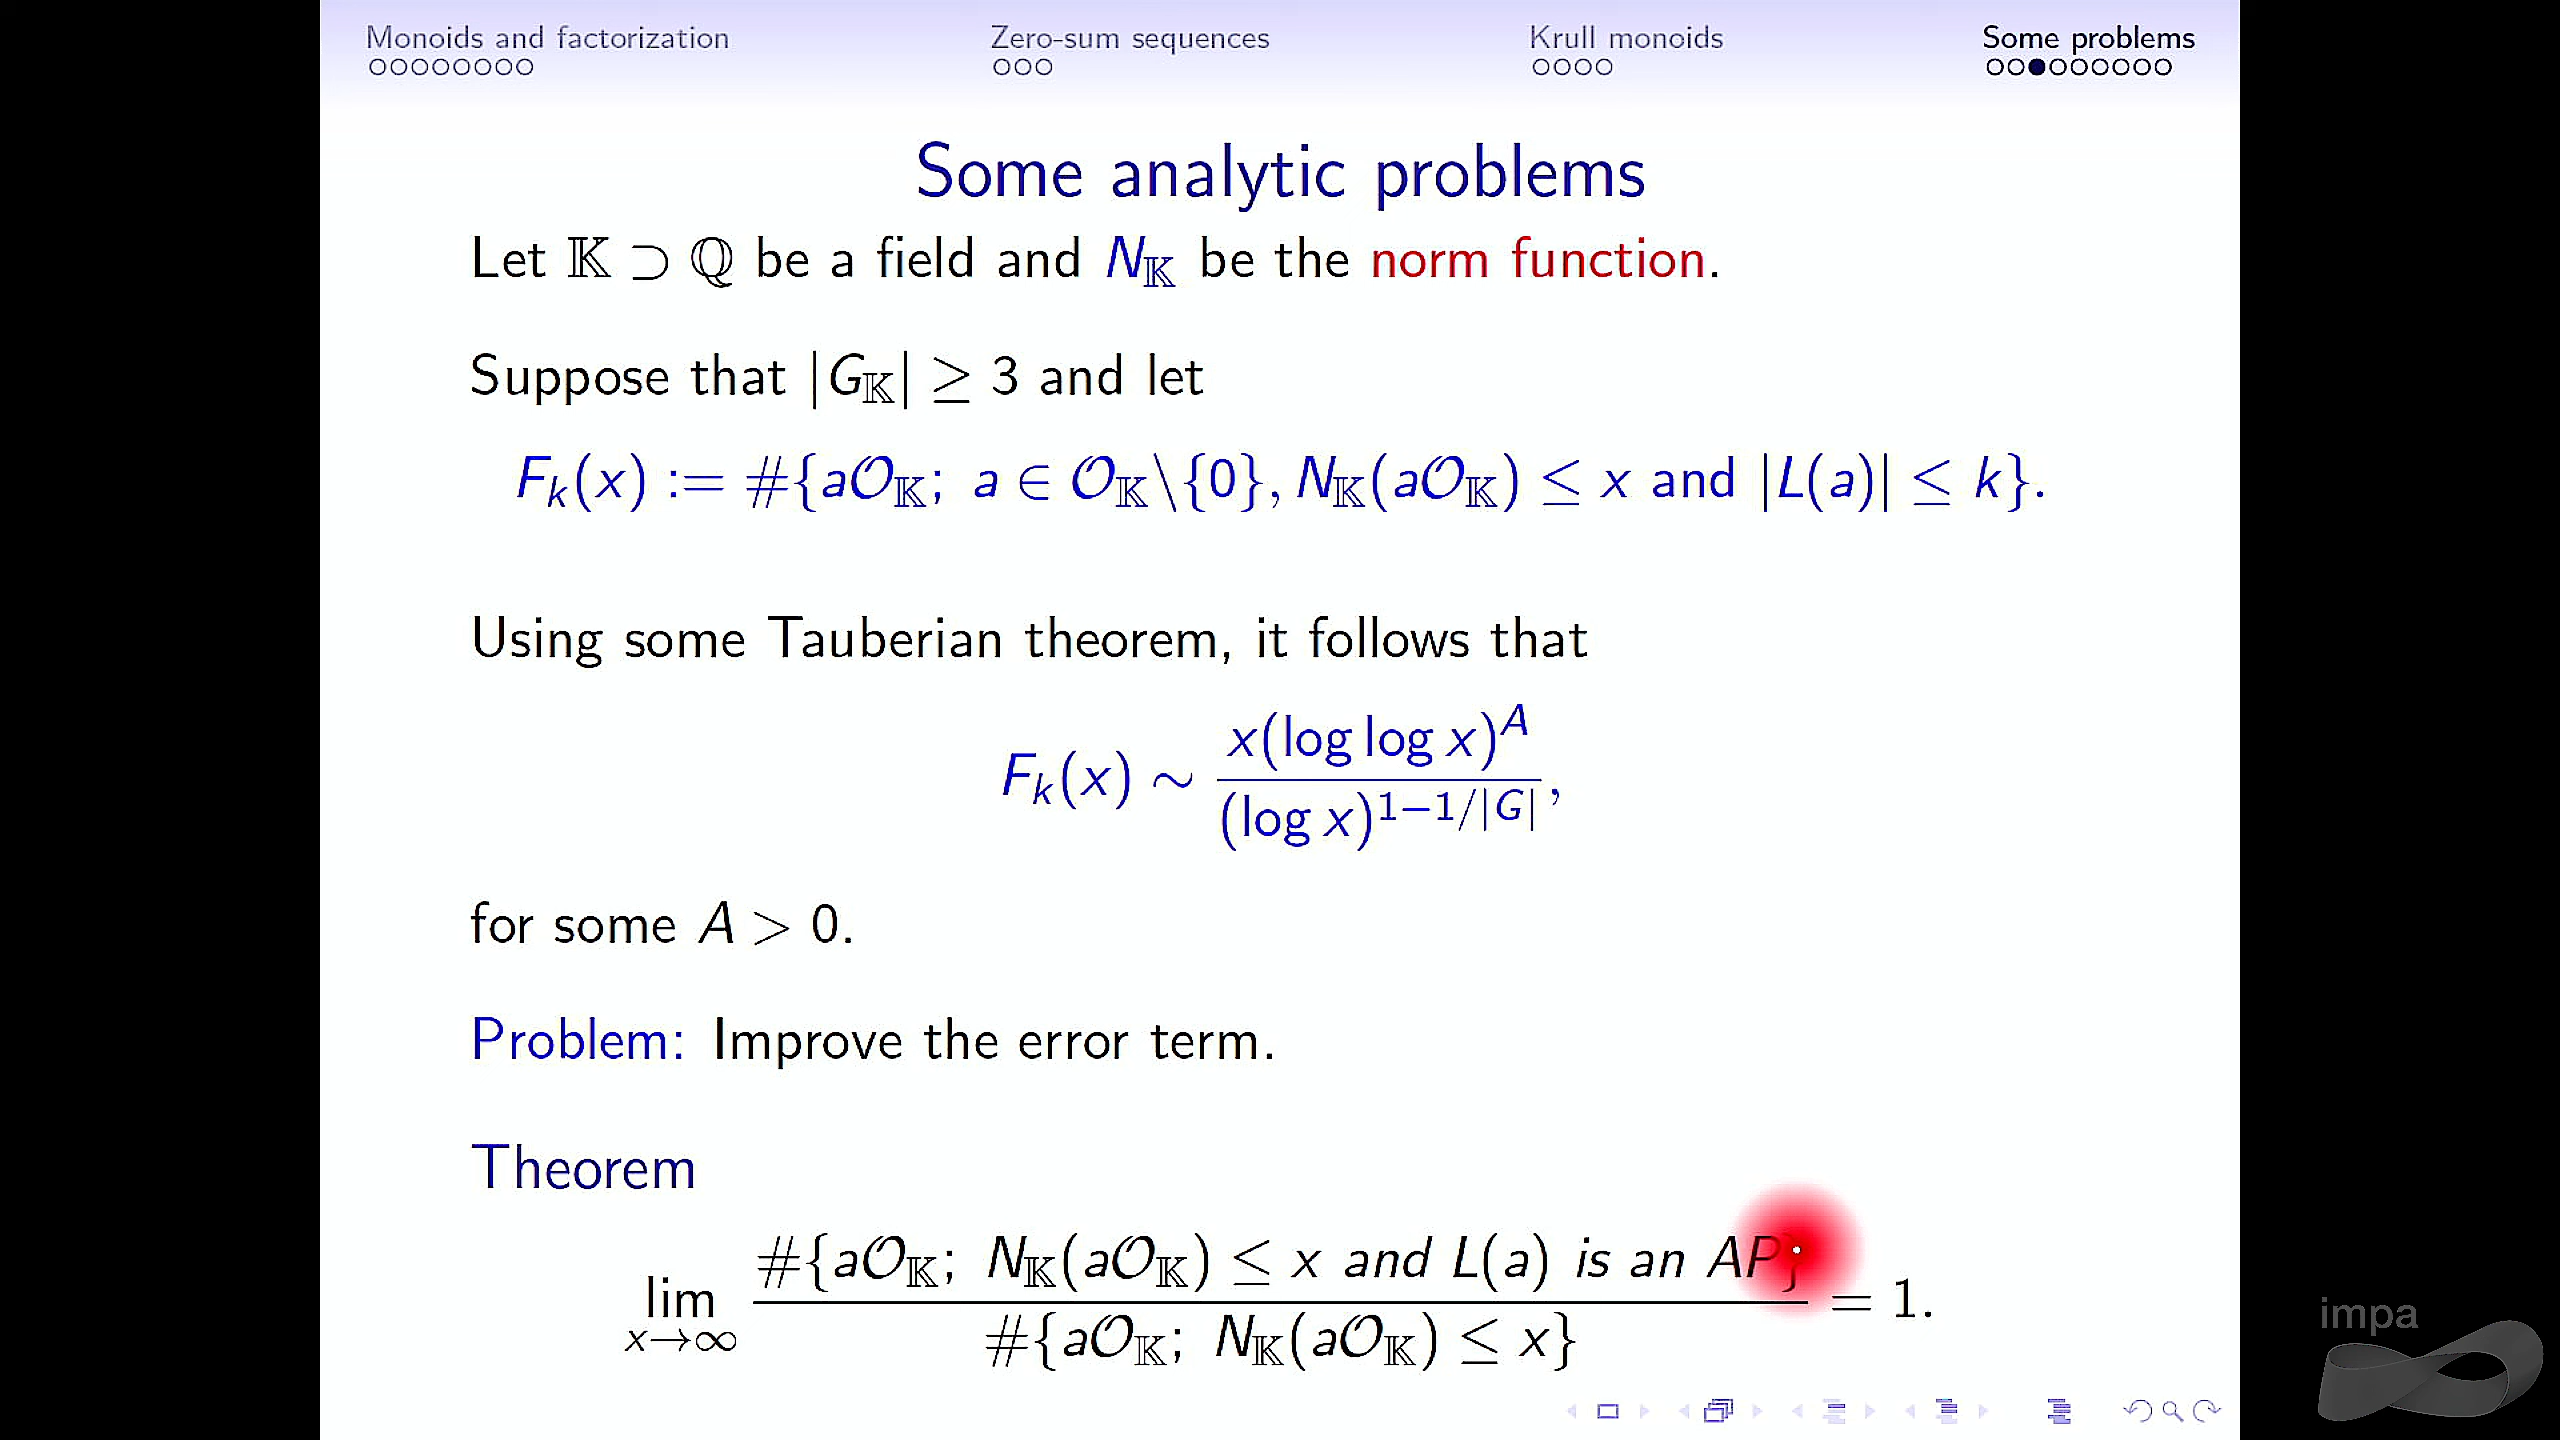 Monoids and factorization Zero-sum sequences Krull monoids Some problems
Some analytic problems
Let 𝕂 ⊃ ℚ be a field and N_𝕂 be the norm function.
Suppose that |G_𝕂| ≥ 3 and let
F_k(x) := #{a𝒪_𝕂; a ∈ 𝒪_𝕂\{0}, N_𝕂(a𝒪_𝕂) ≤ x and |L(a)| ≤ k}.
Using some Tauberian theorem, it follows that
F_k(x) ~ x(log log x)^A / (log x)^{1−1/|G|},
for some A > 0.
Problem: Improve the error term.
Theorem
lim_{x→∞} #{a𝒪_𝕂; N_𝕂(a𝒪_𝕂) ≤ x and L(a) is an AP} / #{a𝒪_𝕂; N_𝕂(a𝒪_𝕂) ≤ x} = 1.
impa